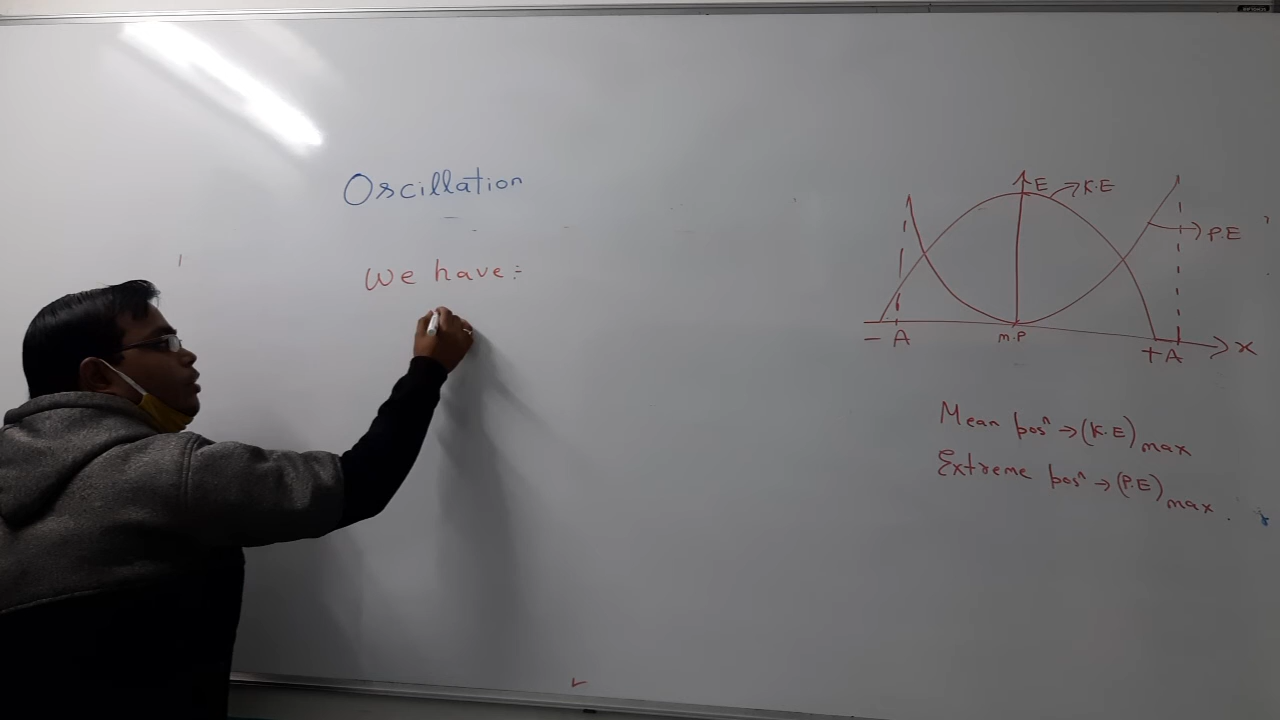 Oscillation
We have :-
E
K.E
P.E
-A
m.p
+A
x
Mean posⁿ → (K.E)max
Extreme posⁿ → (P.E)max.